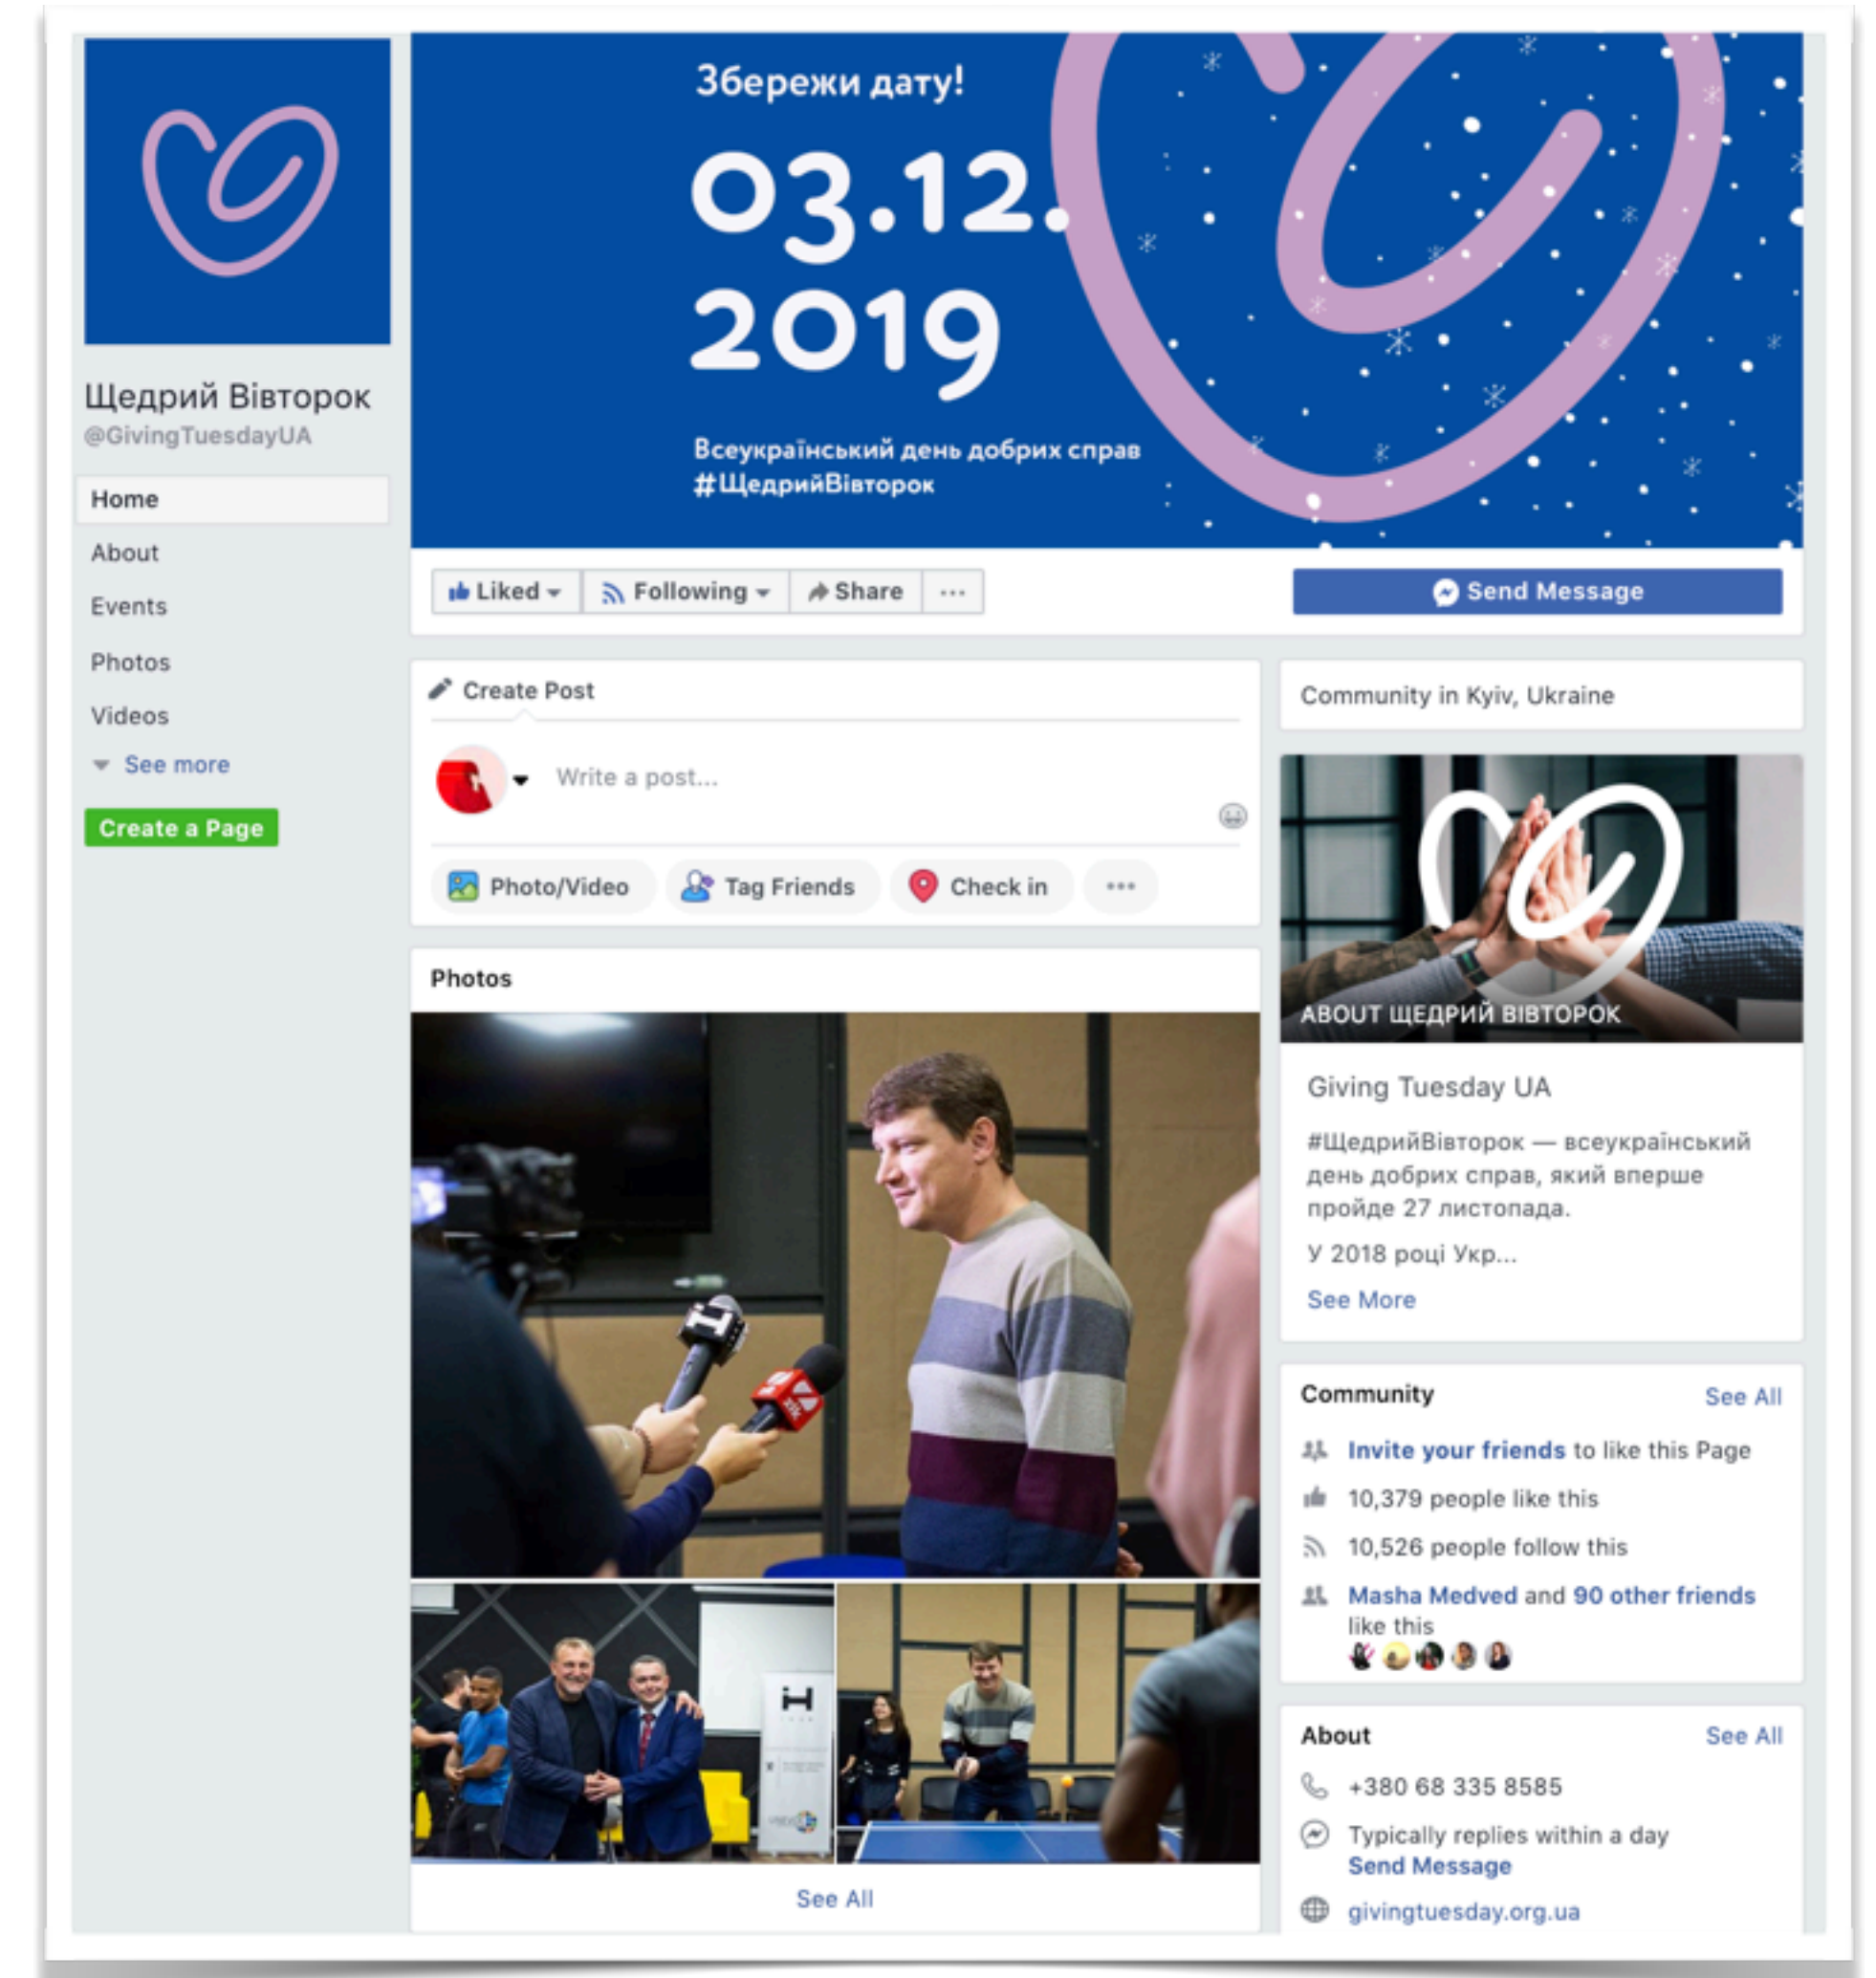 Збережи дату!
03.12.
2019
Всеукраїнський день добрих справ
#ЩедрийВівторок
Щедрий Вівторок
@GivingTuesdayUA
Home
About
Events
Photos
Videos
See more
Create a Page
Liked
Following
Share
Send Message
Create Post
Write a post...
Photo/Video
Tag Friends
Check in
Photos
zik
See All
Community in Kyiv, Ukraine
ABOUT ЩЕДРИЙ ВІВТОРОК
Giving Tuesday UA
#ЩедрийВівторок — всеукраїнський
день добрих справ, який вперше
пройде 27 листопада.
У 2018 році Укр...
See More
Community
See All
Invite your friends to like this Page
10,379 people like this
10,526 people follow this
Masha Medved and 90 other friends
like this
About
See All
+380 68 335 8585
Typically replies within a day
Send Message
givingtuesday.org.ua